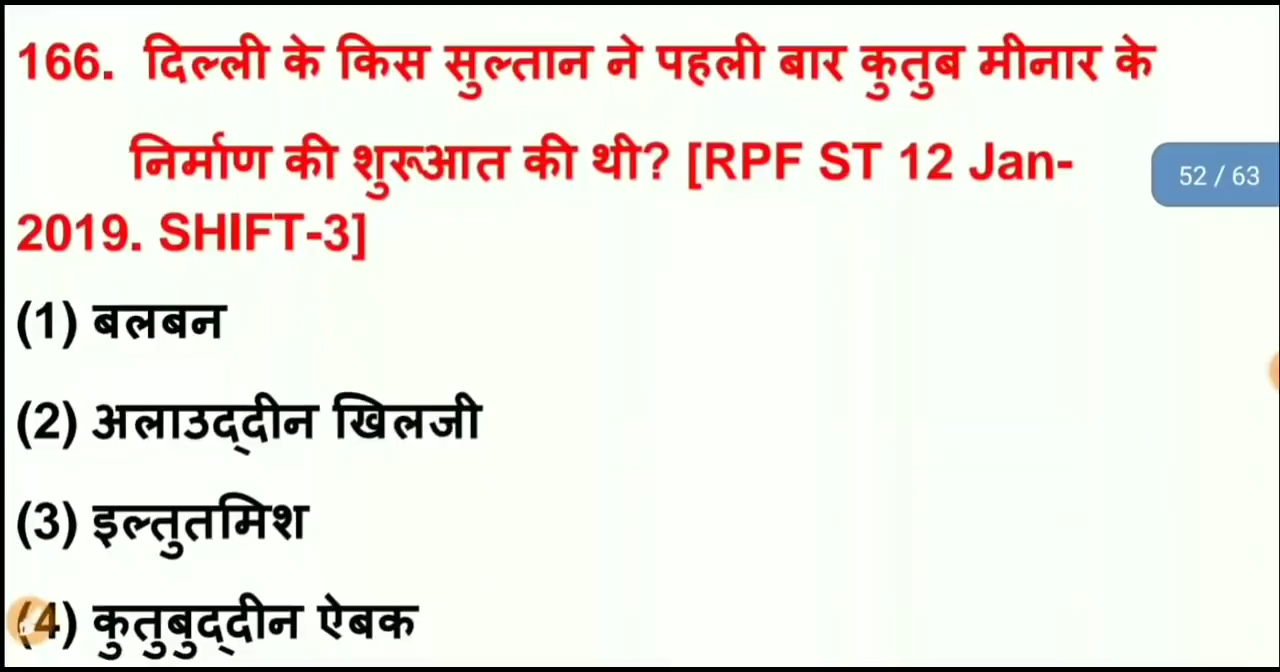 166. दिल्ली के किस सुल्तान ने पहली बार कुतुब मीनार के
निर्माण की शुरूआत की थी? [RPF ST 12 Jan-
52 / 63
2019. SHIFT-3]
(1) बलबन
(2) अलाउद्दीन खिलजी
(3) इल्तुतमिश
(4) कुतुबुद्दीन ऐबक